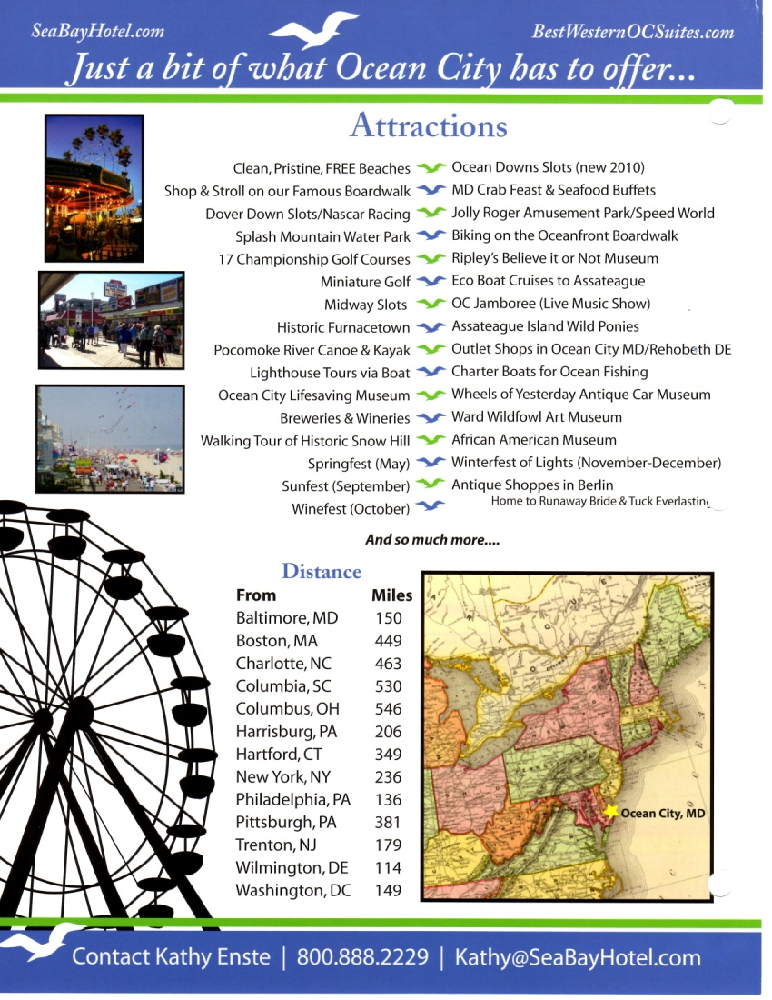 SeaBayHotel.com
BestWesternOCSuites.com
Just a bit of what Ocean City has to offer...
Attractions
Clean, Pristine, FREE Beaches
Ocean Downs Slots (new 2010)
Shop & Stroll on our Famous Boardwalk
MD Crab Feast & Seafood Buffets
Dover Down Slots/Nascar Racing
Jolly Roger Amusement Park/Speed World
Splash Mountain Water Park
Biking on the Oceanfront Boardwalk
17 Championship Golf Courses
Ripley's Believe it or Not Museum
Miniature Golf
Eco Boat Cruises to Assateague
Midway Slots
OC Jamboree (Live Music Show)
Historic Furnacetown
Assateague Island Wild Ponies
Pocomoke River Canoe & Kayak
Outlet Shops in Ocean City MD/Rehobeth DE
Lighthouse Tours via Boat
Charter Boats for Ocean Fishing
Ocean City Lifesaving Museum
Wheels of Yesterday Antique Car Museum
Breweries & Wineries
Ward Wildfowl Art Museum
Walking Tour of Historic Snow Hill
African American Museum
Springfest (May)
Winterfest of Lights (November-December)
Sunfest (September)
Antique Shoppes in Berlin
Winefest (October)
Home to Runaway Bride & Tuck Everlasting
And so much more....
Distance
From Miles
Baltimore, MD 150
Boston, MA 449
Charlotte, NC 463
Columbia, SC 530
Columbus, OH 546
Harrisburg, PA 206
Hartford, CT 349
New York, NY 236
Philadelphia, PA 136
Pittsburgh, PA 381
Trenton, NJ 179
Wilmington, DE 114
Washington, DC 149
Ocean City, MD
Contact Kathy Enste | 800.888.2229 | Kathy@SeaBayHotel.com